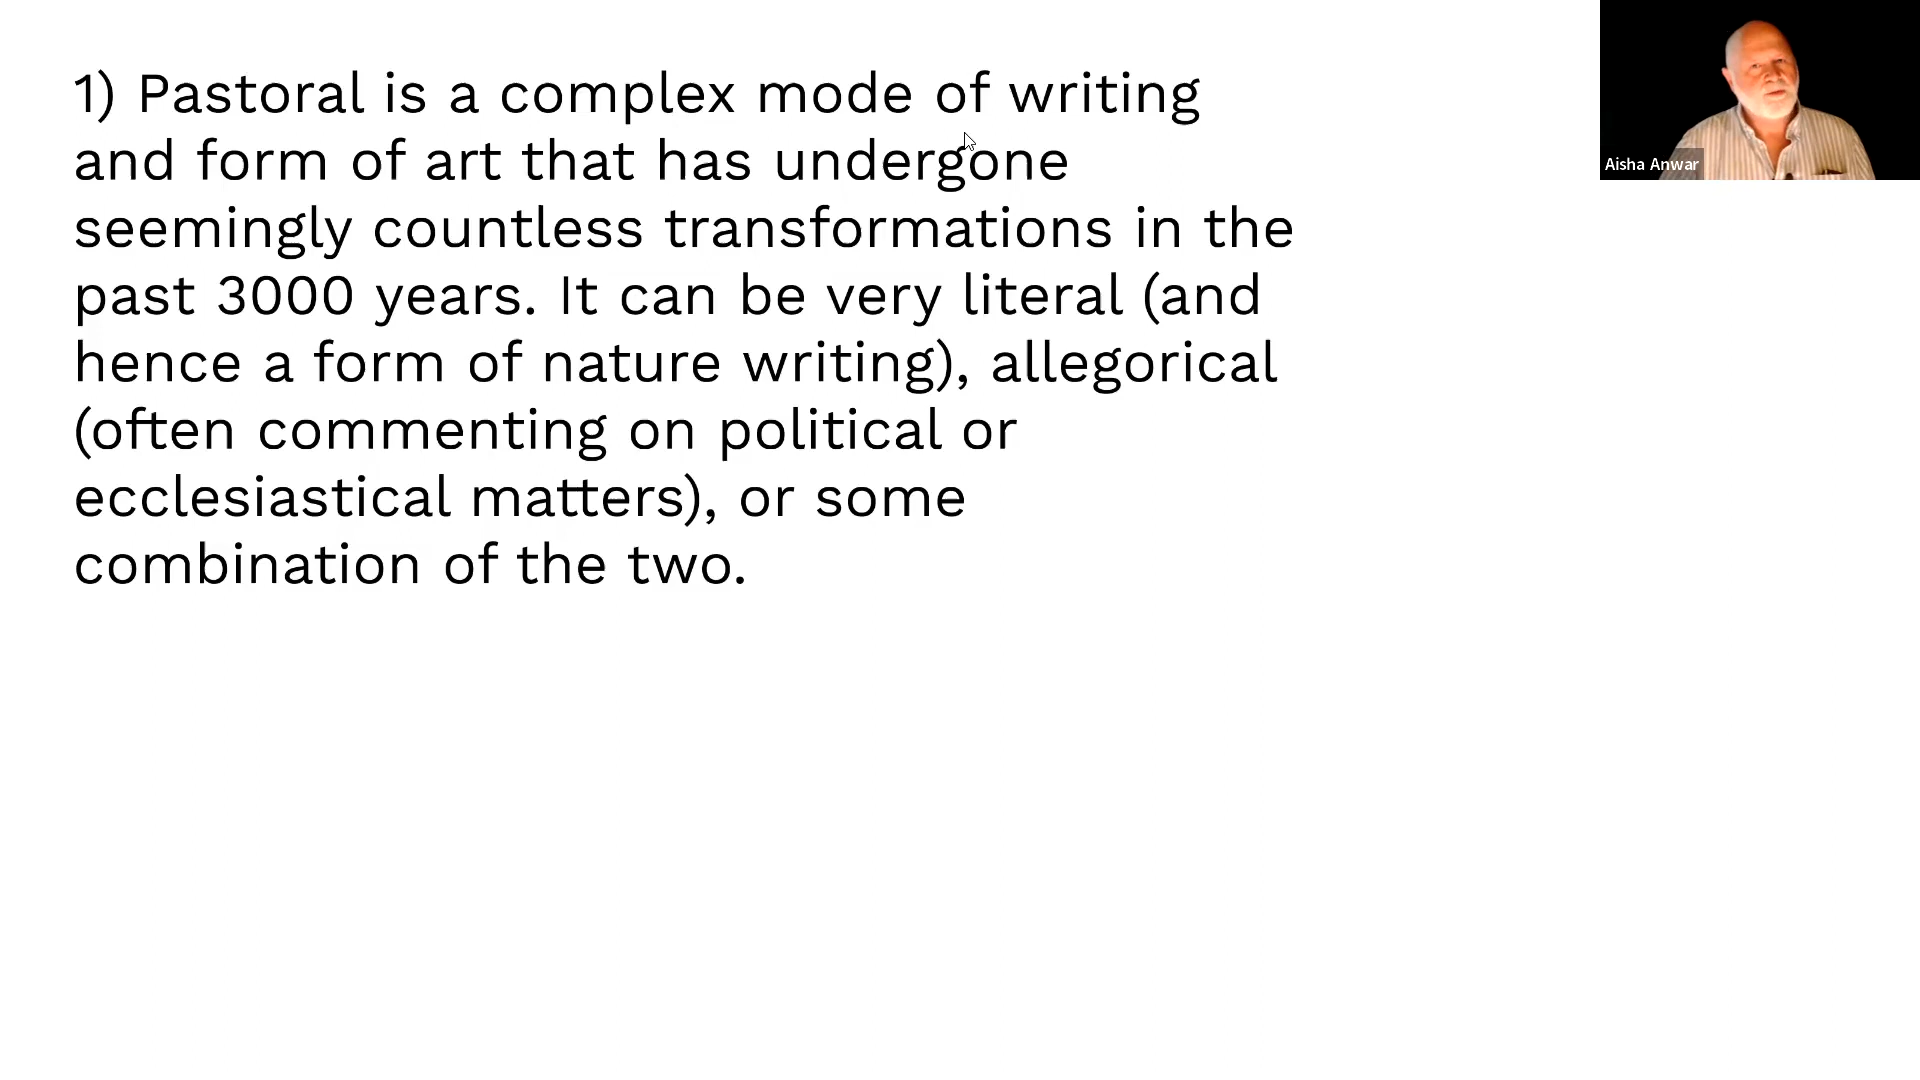 1) Pastoral is a complex mode of writing
and form of art that has undergone
seemingly countless transformations in the
past 3000 years. It can be very literal (and
hence a form of nature writing), allegorical
(often commenting on political or
ecclesiastical matters), or some
combination of the two.
Aisha Anwar